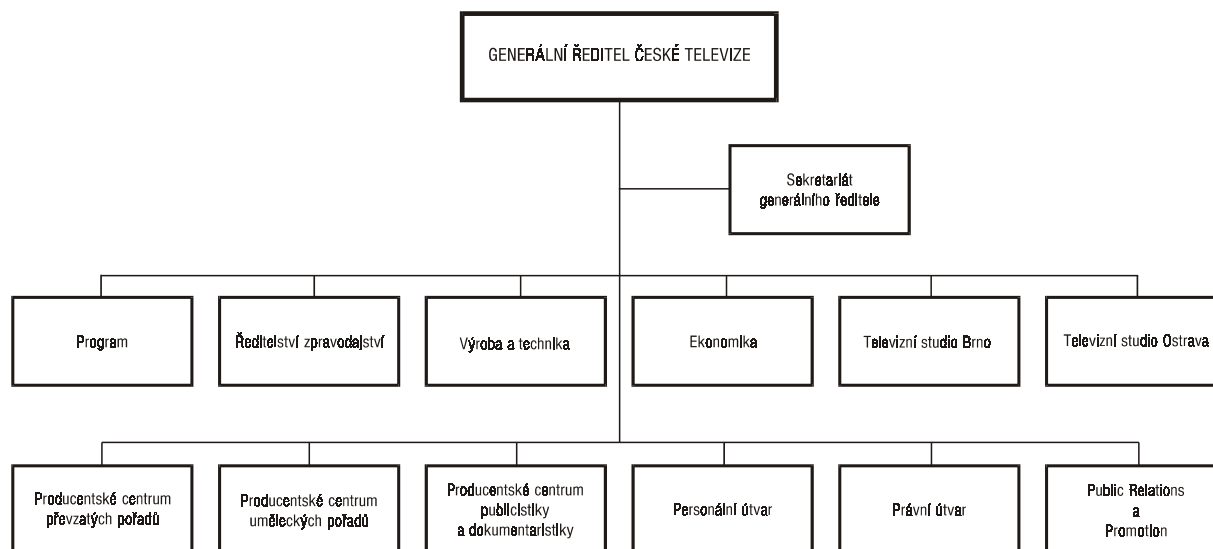 GENERÁLNÍ ŘEDITEL ČESKÉ TELEVIZE
Sekretariát
generálního ředitele
Program
Ředitelství zpravodajství
Výroba a technika
Ekonomika
Televizní studio Brno
Televizní studio Ostrava
Producentské centrum
převzatých pořadů
Producentské centrum
uměleckých pořadů
Producentské centrum
publicistiky
a dokumentaristiky
Personální útvar
Právní útvar
Public Relations
a
Promotion